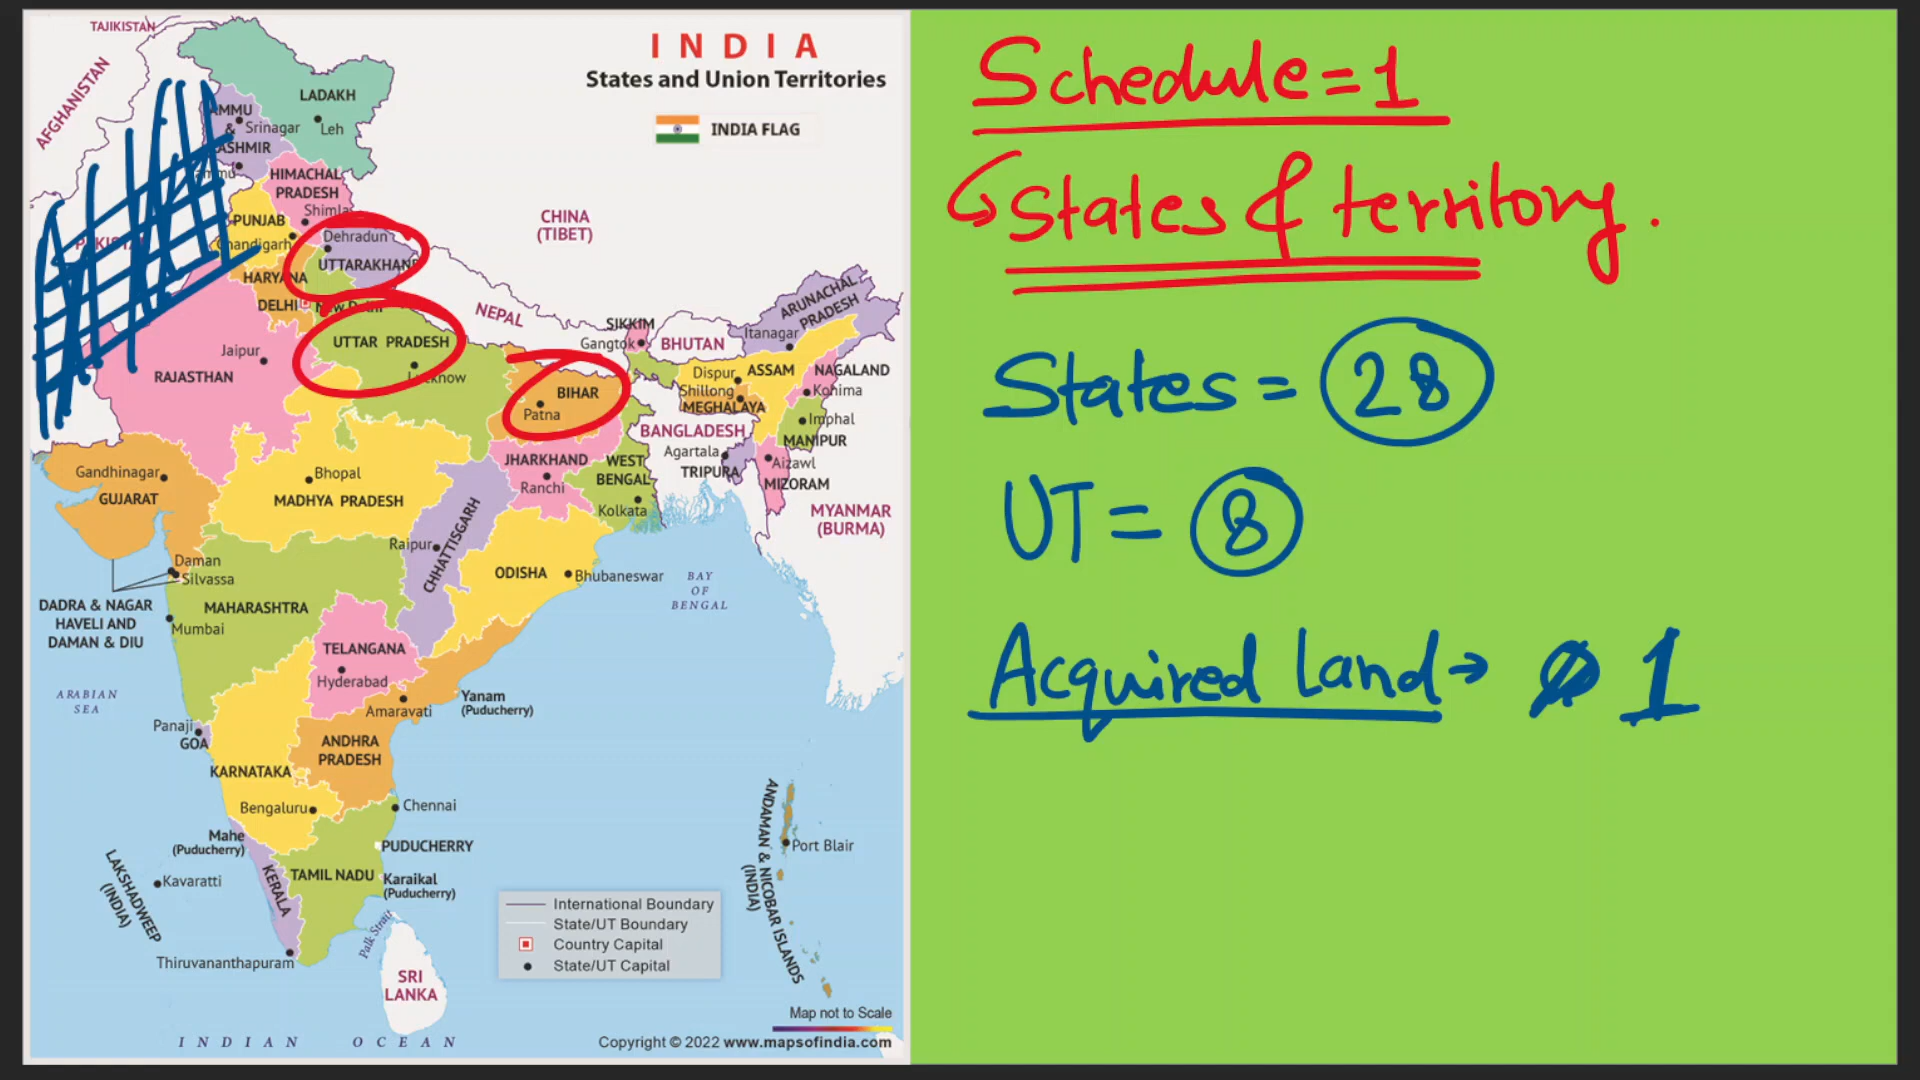 TAJIKISTAN
AFGHANISTAN
INDIA
States and Union Territories
INDIA FLAG
LADAKH
Leh
Srinagar
&
HIMACHAL
PRADESH
Shimla
PUNJAB
Chandigarh
CHINA
(TIBET)
Dehradun
UTTARAKHAND
HARYANA
DELHI
New Delhi
NEPAL
UTTAR PRADESH
Lucknow
Jaipur
RAJASTHAN
SIKKIM
Gangtok
BHUTAN
ARUNACHAL
PRADESH
Itanagar
Dispur
ASSAM
NAGALAND
Shillong
Kohima
MEGHALAYA
BIHAR
Patna
Imphal
BANGLADESH
MANIPUR
Agartala
Aizawl
TRIPURA
MIZORAM
MYANMAR
(BURMA)
Gandhinagar
GUJARAT
Bhopal
MADHYA PRADESH
JHARKHAND
Ranchi
WEST
BENGAL
Kolkata
Raipur
CHHATTISGARH
ODISHA
Bhubaneswar
BAY
OF
BENGAL
Daman
Silvassa
DADRA & NAGAR
HAVELI AND
DAMAN & DIU
MAHARASHTRA
Mumbai
TELANGANA
Hyderabad
ARABIAN
SEA
Amaravati
Yanam
(Puducherry)
Panaji
GOA
ANDHRA
PRADESH
KARNATAKA
Bengaluru
Chennai
Mahe
(Puducherry)
PUDUCHERRY
KERALA
TAMIL NADU
Karaikal
(Puducherry)
LAKSHADWEEP
(INDIA)
Kavaratti
Thiruvananthapuram
Palk Strait
SRI
LANKA
ANDAMAN & NICOBAR ISLANDS
(INDIA)
Port Blair
International Boundary
State/UT Boundary
Country Capital
State/UT Capital
Map not to Scale
INDIAN OCEAN
Copyright © 2022 www.mapsofindia.com
Schedule = 1
↳ States & territory.
States = 28
UT = 8
Acquired land → 1